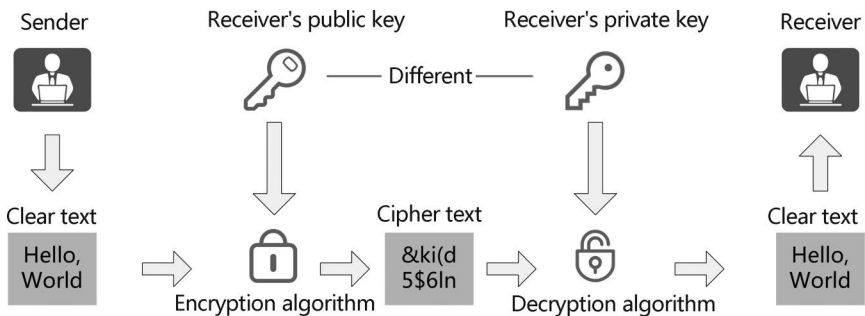 Sender
Receiver's public key
Receiver's private key
Receiver
Different
Clear text
Cipher text
Clear text
Hello,
World
&ki(d
5$6ln
Hello,
World
Encryption algorithm
Decryption algorithm